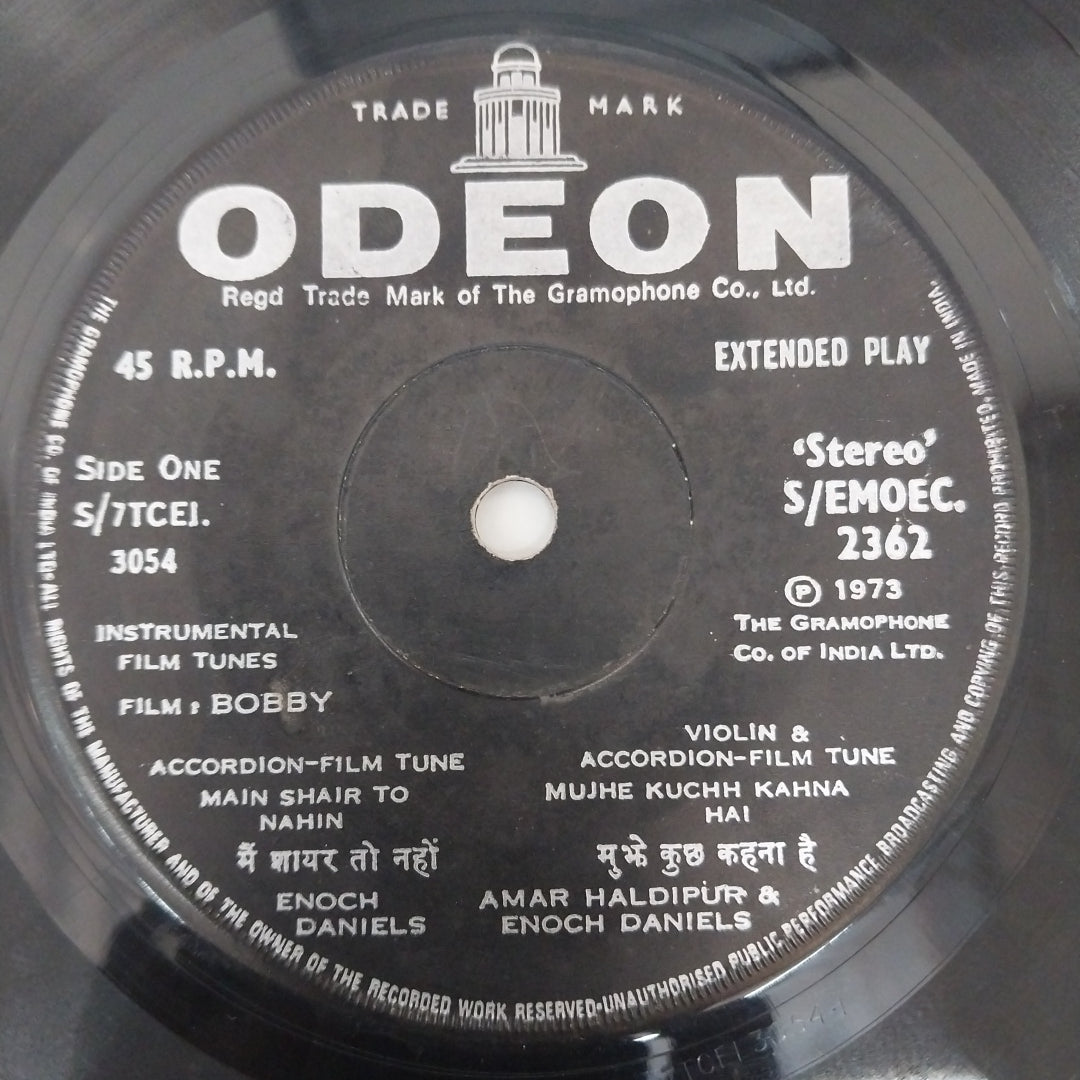 TRADE MARK
ODEON
Regd Trade Mark of The Gramophone Co., Ltd.
45 R.P.M.
EXTENDED PLAY
SIDE ONE
S/7TCEI.
3054
'Stereo'
S/EMOEC.
2362
Ⓟ 1973
THE GRAMOPHONE
CO. OF INDIA LTD.
INSTRUMENTAL
FILM TUNES
FILM : BOBBY
ACCORDION-FILM TUNE
MAIN SHAIR TO
NAHIN
मैं शायर तो नहीं
ENOCH
DANIELS
VIOLIN &
ACCORDION-FILM TUNE
MUJHE KUCHH KAHNA
HAI
मुझे कुछ कहना है
AMAR HALDIPUR &
ENOCH DANIELS
THE GRAMOPHONE CO. OF INDIA LTD. ALL RIGHTS OF THE MANUFACTURER AND OF THE OWNER OF THE RECORDED WORK RESERVED-UNAUTHORISED PUBLIC PERFORMANCE BROADCASTING AND COPYING OF THIS RECORD PROHIBITED. MADE IN INDIA.